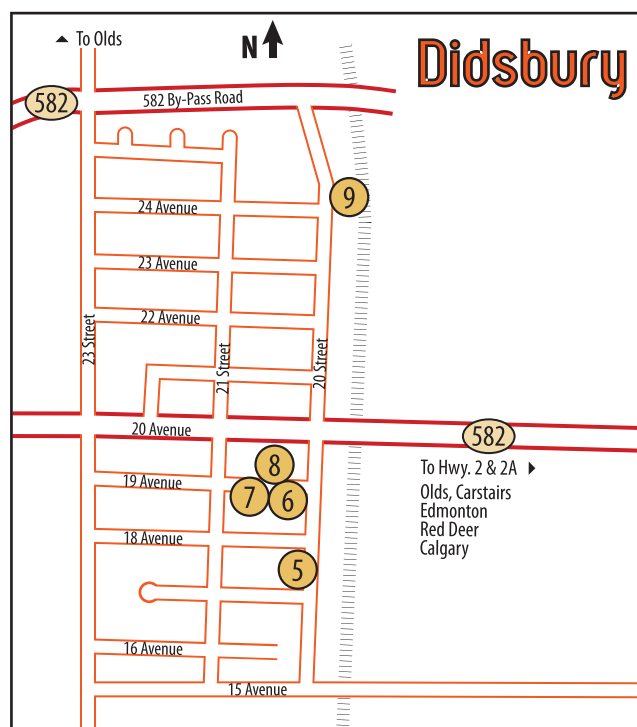 ▲ To Olds
N
Didsbury
582
582 By-Pass Road
9
24 Avenue
23 Avenue
22 Avenue
23 Street
21 Street
20 Street
20 Avenue
582
To Hwy. 2 & 2A ▶
Olds, Carstairs
Edmonton
Red Deer
Calgary
8
19 Avenue
7
6
18 Avenue
5
16 Avenue
15 Avenue